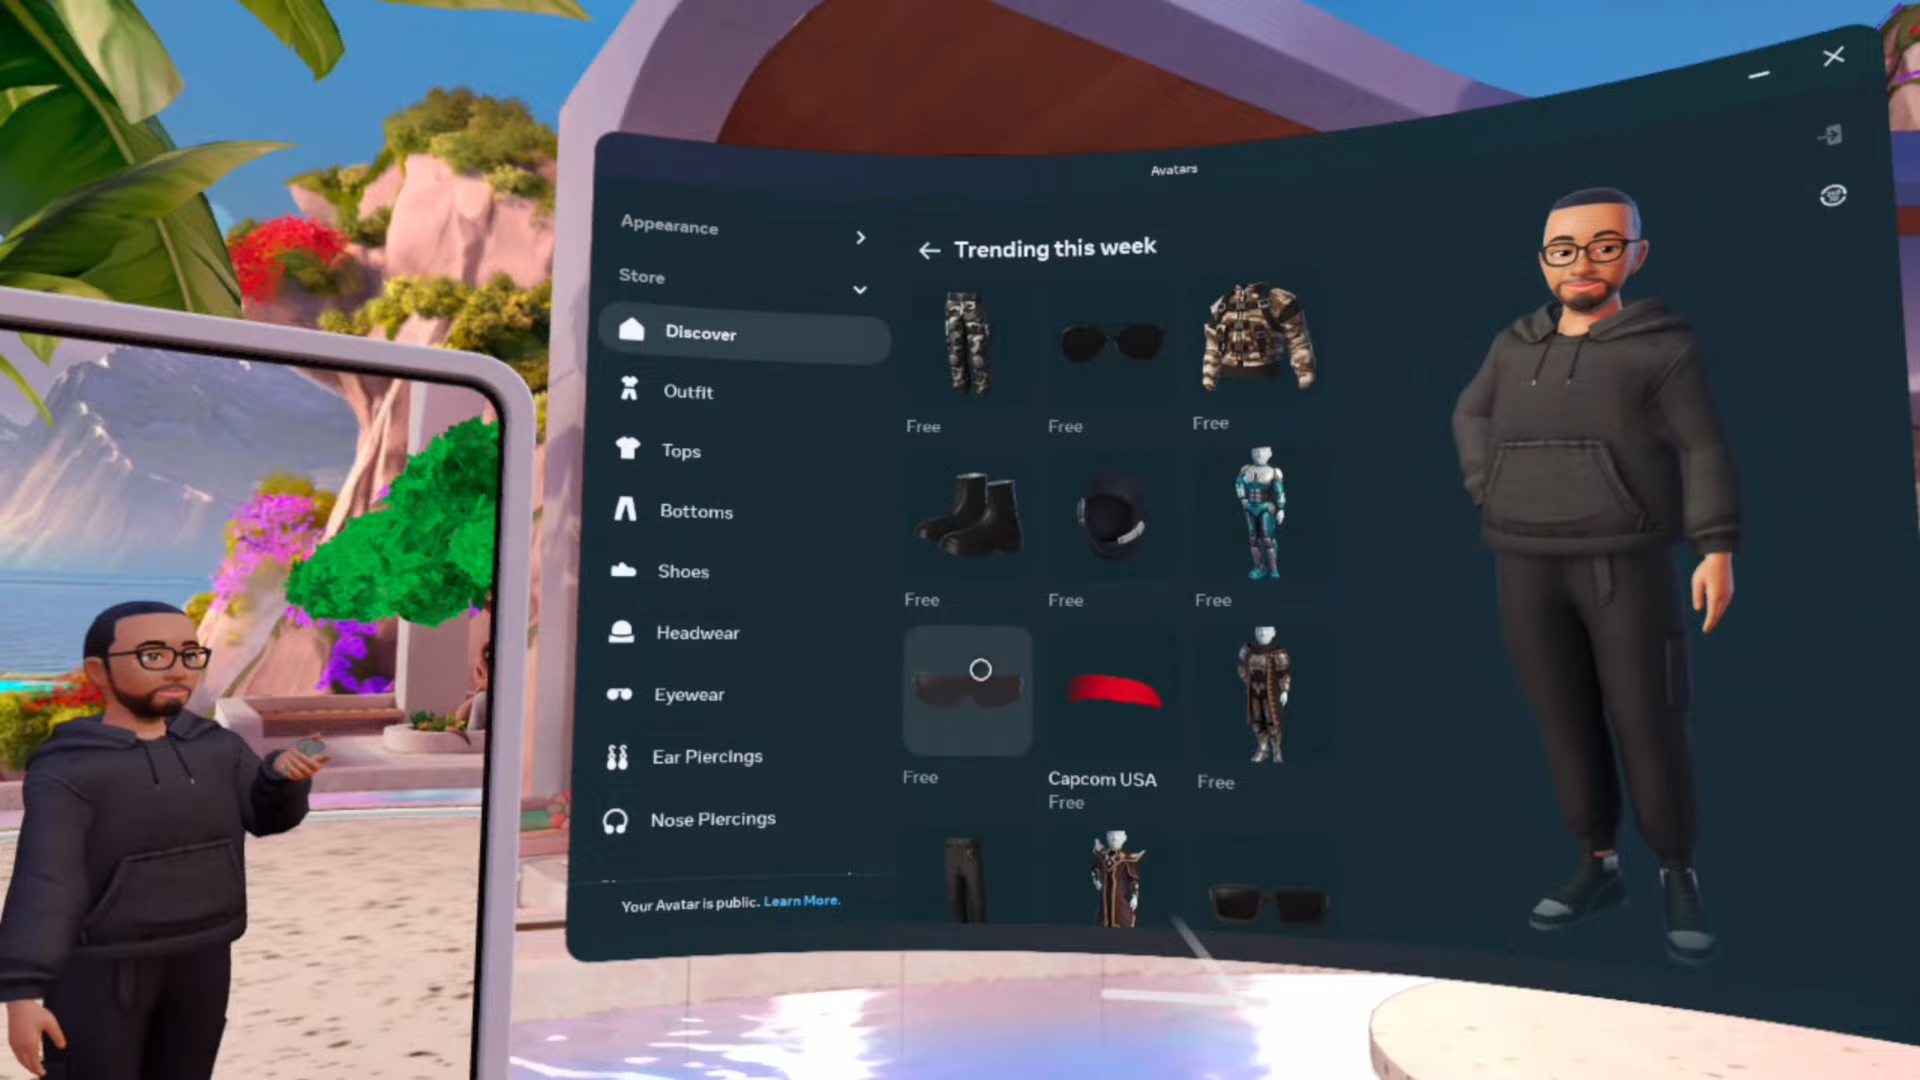 Avatars
Appearance
Store
Discover
Outfit
Tops
Bottoms
Shoes
Headwear
Eyewear
Ear Piercings
Nose Piercings
Your Avatar is public. Learn More.
Trending this week
Free
Free
Free
Free
Free
Free
Free
Capcom USA
Free
Free